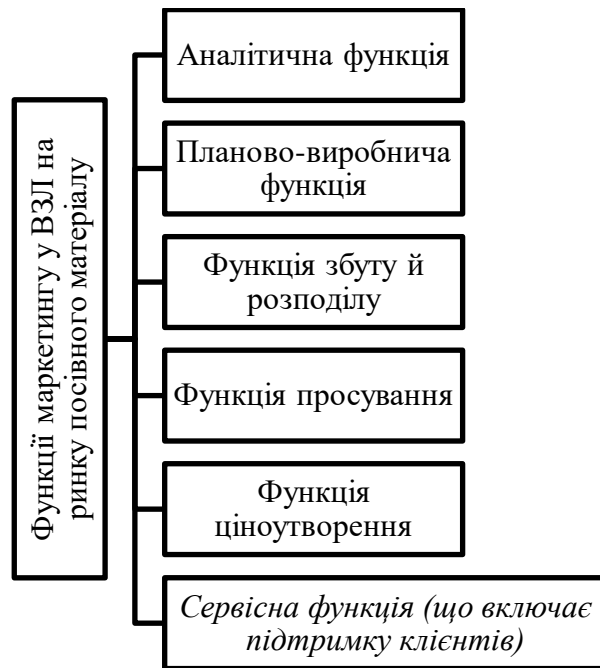 Функції маркетингу у ВЗЛ на
ринку посівного матеріалу
Аналітична функція
Планово-виробнича
функція
Функція збуту й
розподілу
Функція просування
Функція
ціноутворення
Сервісна функція (що включає
підтримку клієнтів)